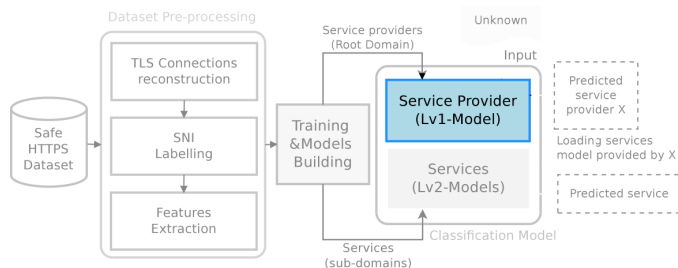 Dataset Pre-processing
TLS Connections
reconstruction
SNI
Labelling
Features
Extraction
Safe
HTTPS
Dataset
Training
&Models
Building
Service providers
(Root Domain)
Services
(sub-domains)
Unknown
Input
Service Provider
(Lv1-Model)
Services
(Lv2-Models)
Classification Model
Predicted
service
provider X
Loading services
model provided by X
Predicted service